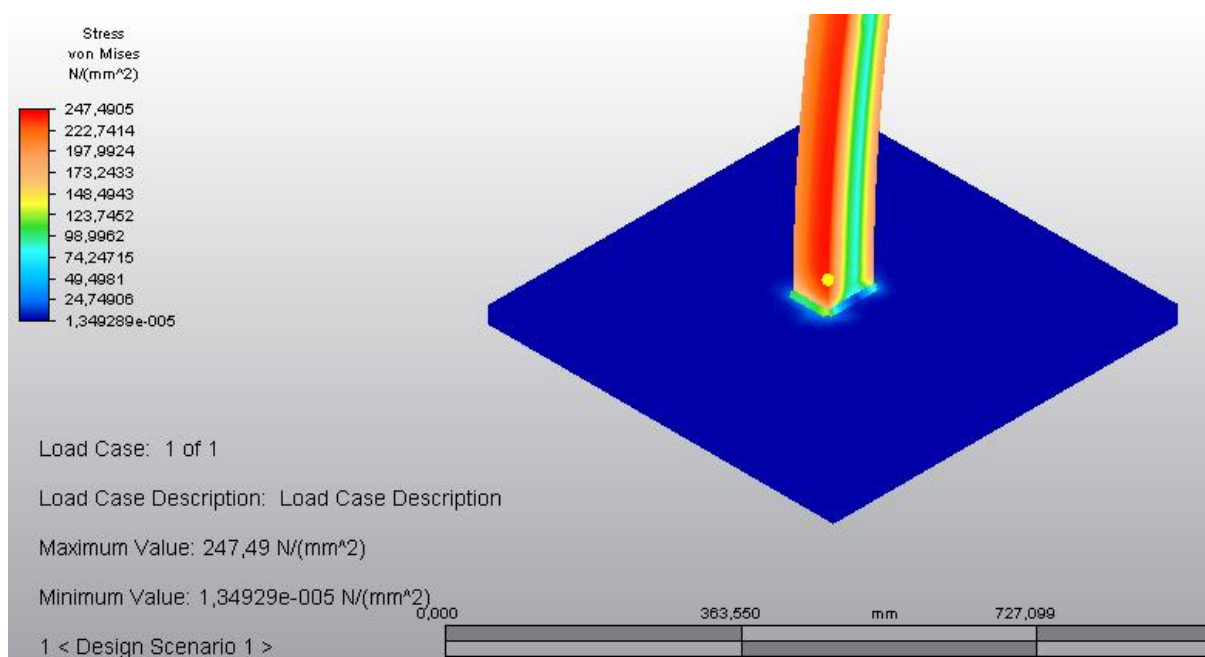 Stress
von Mises
N/(mm^2)
247,4905
222,7414
197,9924
173,2433
148,4943
123,7452
98,9962
74,24715
49,4981
24,74906
1,349289e-005
Load Case: 1 of 1
Load Case Description: Load Case Description
Maximum Value: 247,49 N/(mm^2)
Minimum Value: 1,34929e-005 N/(mm^2)
0,000 363,550 mm 727,099
1 < Design Scenario 1 >